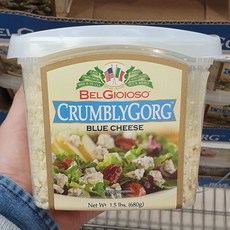 BELGIOIOSO®
CRUMBLYGORG
BLUE CHEESE
Net Wt. 1.5 lbs. (680g)